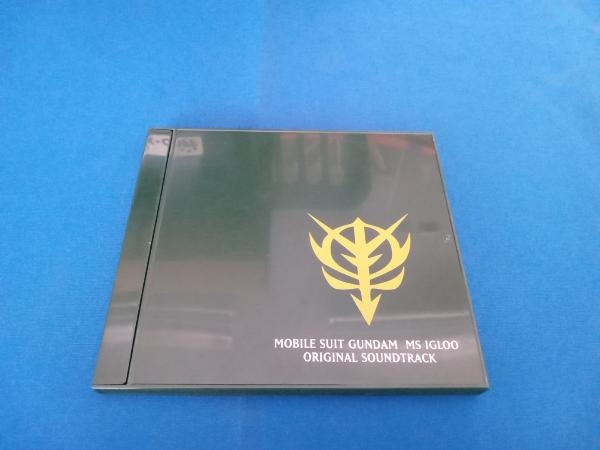 MOBILE SUIT GUNDAM MS IGLOO
ORIGINAL SOUNDTRACK